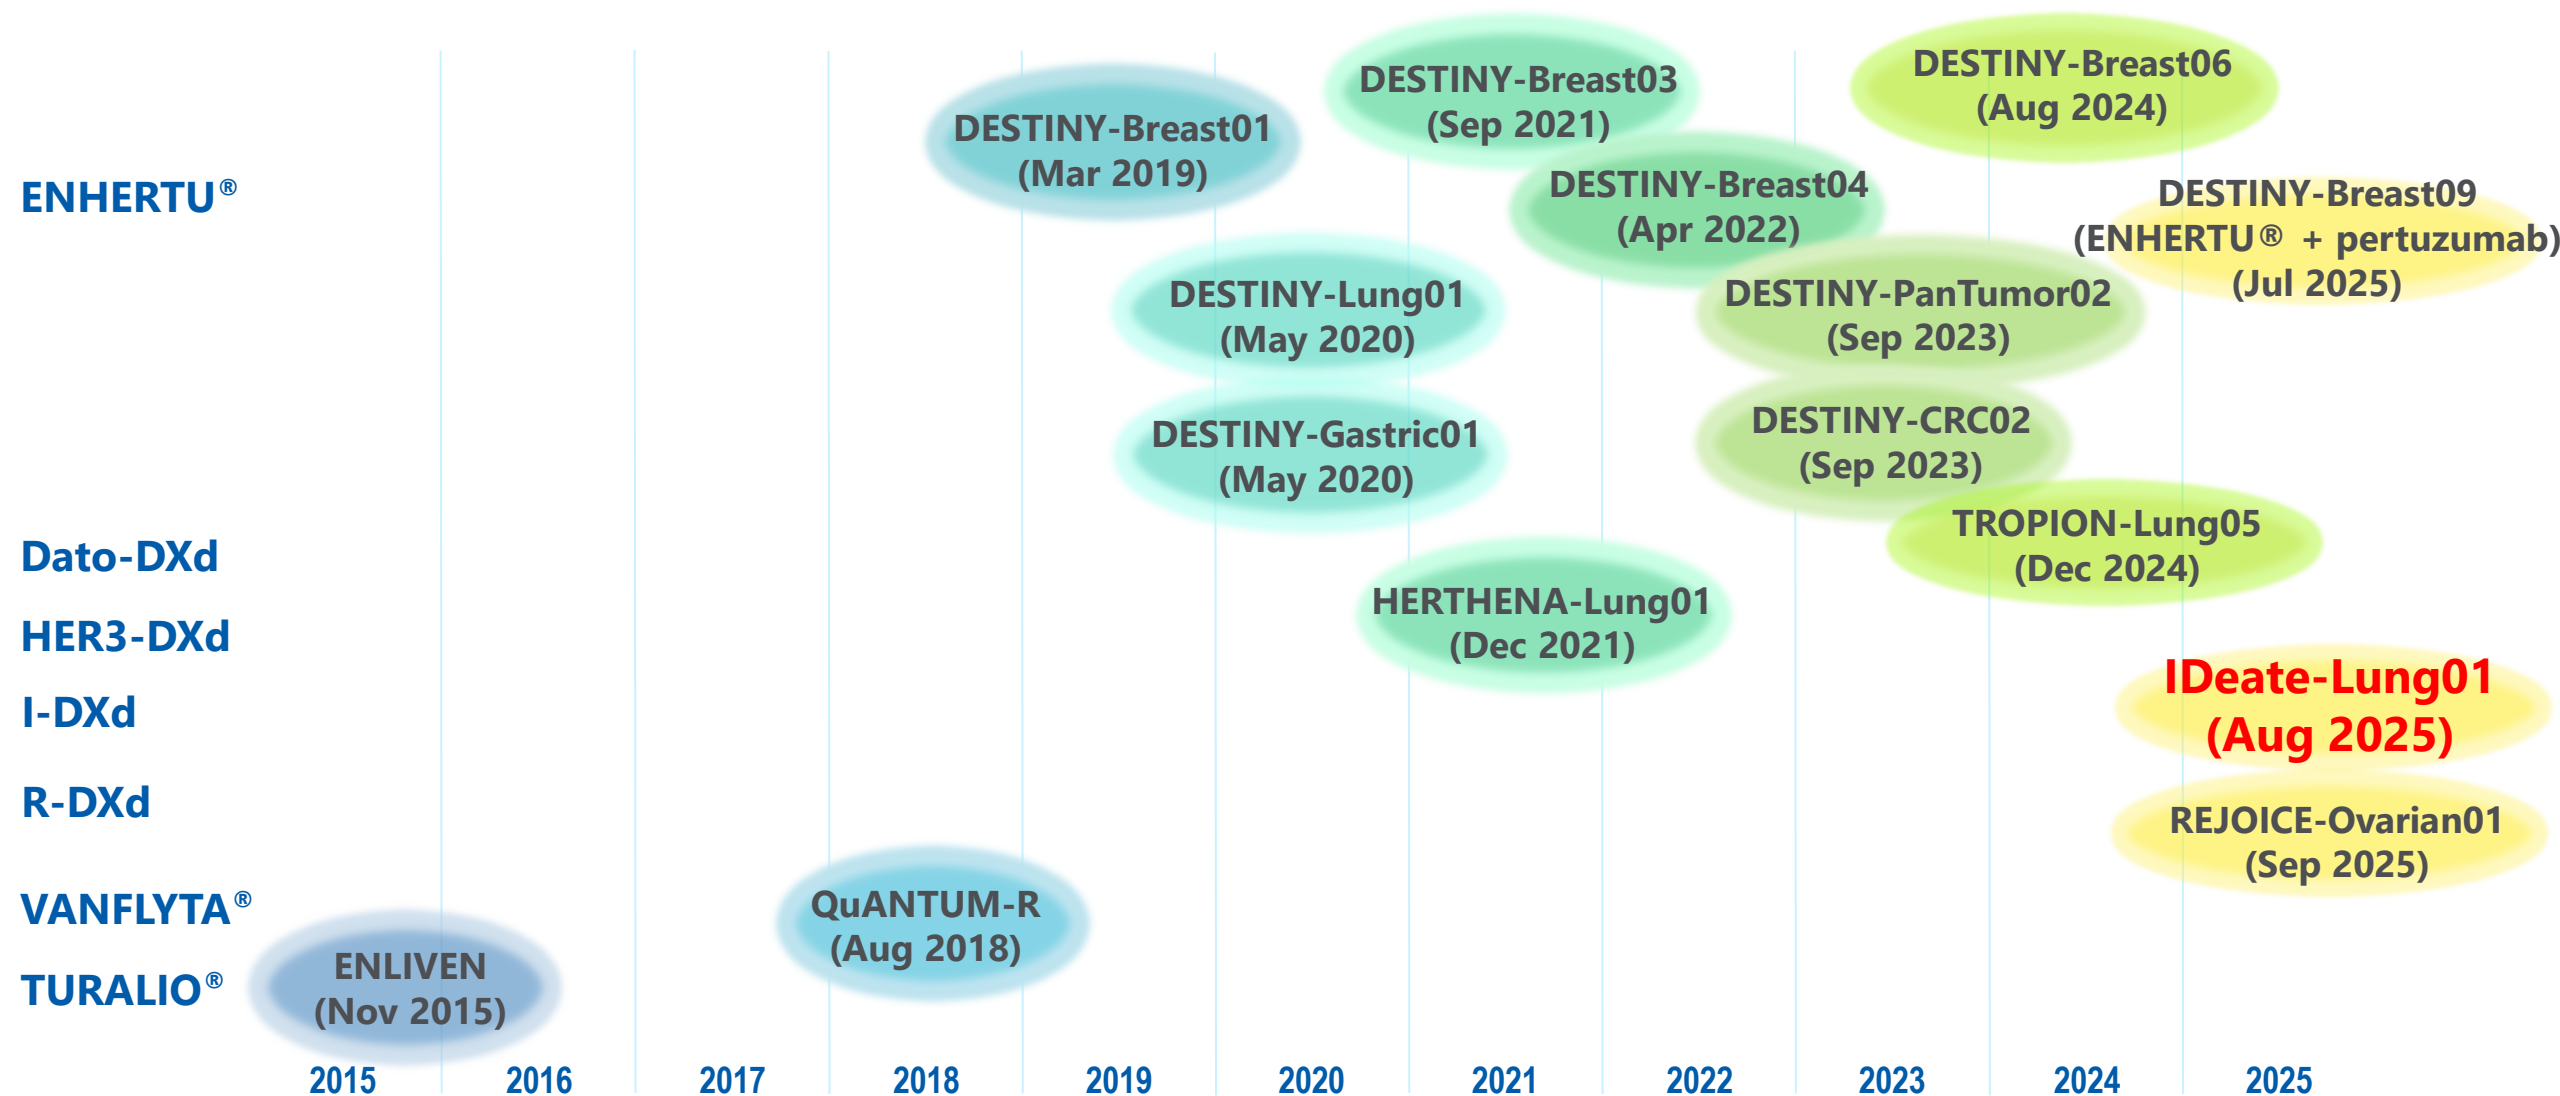 ENHERTU®
DESTINY-Breast01
(Mar 2019)
DESTINY-Breast03
(Sep 2021)
DESTINY-Breast04
(Apr 2022)
DESTINY-Breast06
(Aug 2024)
DESTINY-Breast09
(ENHERTU® + pertuzumab)
(Jul 2025)
DESTINY-Lung01
(May 2020)
DESTINY-PanTumor02
(Sep 2023)
DESTINY-Gastric01
(May 2020)
DESTINY-CRC02
(Sep 2023)
Dato-DXd
TROPION-Lung05
(Dec 2024)
HER3-DXd
HERTHENA-Lung01
(Dec 2021)
I-DXd
IDeate-Lung01
(Aug 2025)
R-DXd
REJOICE-Ovarian01
(Sep 2025)
VANFLYTA®
QuANTUM-R
(Aug 2018)
TURALIO®
ENLIVEN
(Nov 2015)
2015 2016 2017 2018 2019 2020 2021 2022 2023 2024 2025